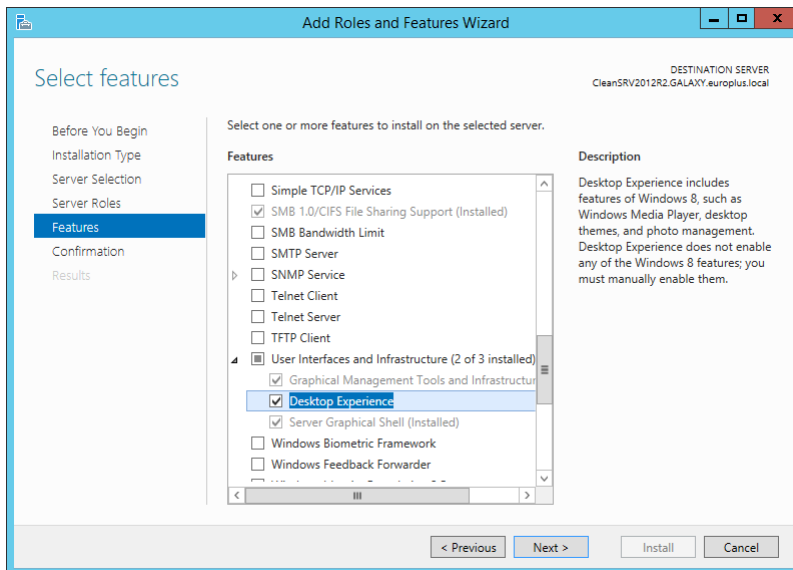 Add Roles and Features Wizard
Select features
DESTINATION SERVER
CleanSRV2012R2.GALAXY.europlus.local
Before You Begin
Installation Type
Server Selection
Server Roles
Features
Confirmation
Results
Select one or more features to install on the selected server.
Features
Simple TCP/IP Services
SMB 1.0/CIFS File Sharing Support (Installed)
SMB Bandwidth Limit
SMTP Server
SNMP Service
Telnet Client
Telnet Server
TFTP Client
User Interfaces and Infrastructure (2 of 3 installed)
Graphical Management Tools and Infrastructur
Desktop Experience
Server Graphical Shell (Installed)
Windows Biometric Framework
Windows Feedback Forwarder
Description
Desktop Experience includes
features of Windows 8, such as
Windows Media Player, desktop
themes, and photo management.
Desktop Experience does not enable
any of the Windows 8 features; you
must manually enable them.
< Previous
Next >
Install
Cancel